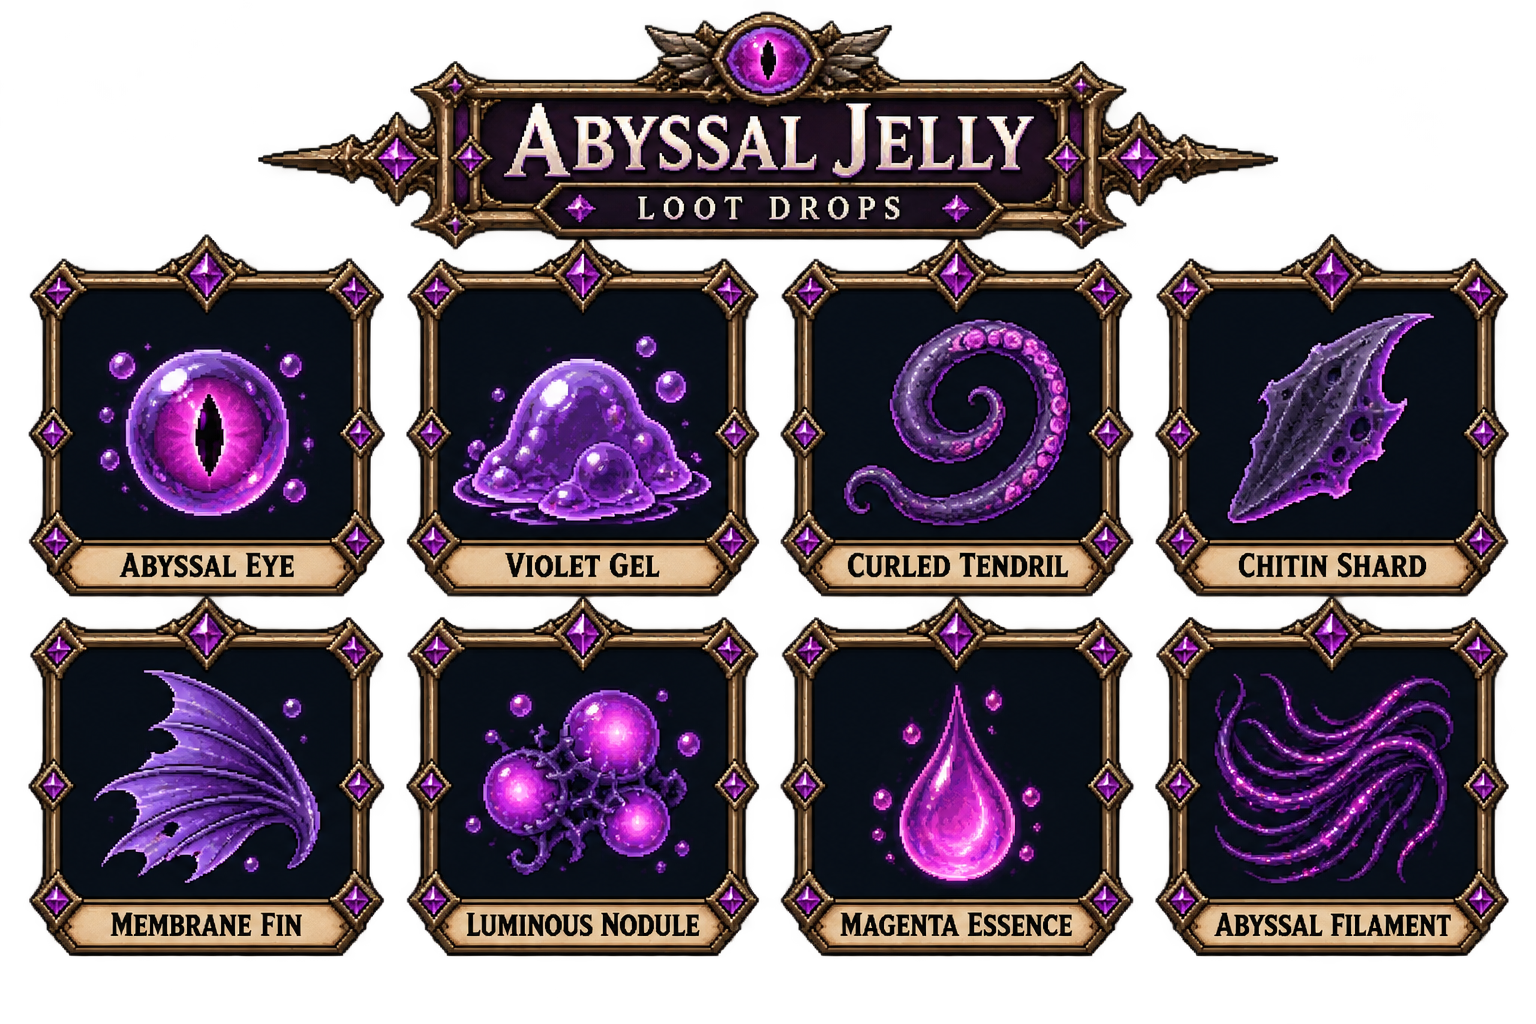 ABYSSAL JELLY
LOOT DROPS
ABYSSAL EYE
VIOLET GEL
CURLED TENDRIL
CHITIN SHARD
MEMBRANE FIN
LUMINOUS NODULE
MAGENTA ESSENCE
ABYSSAL FILAMENT